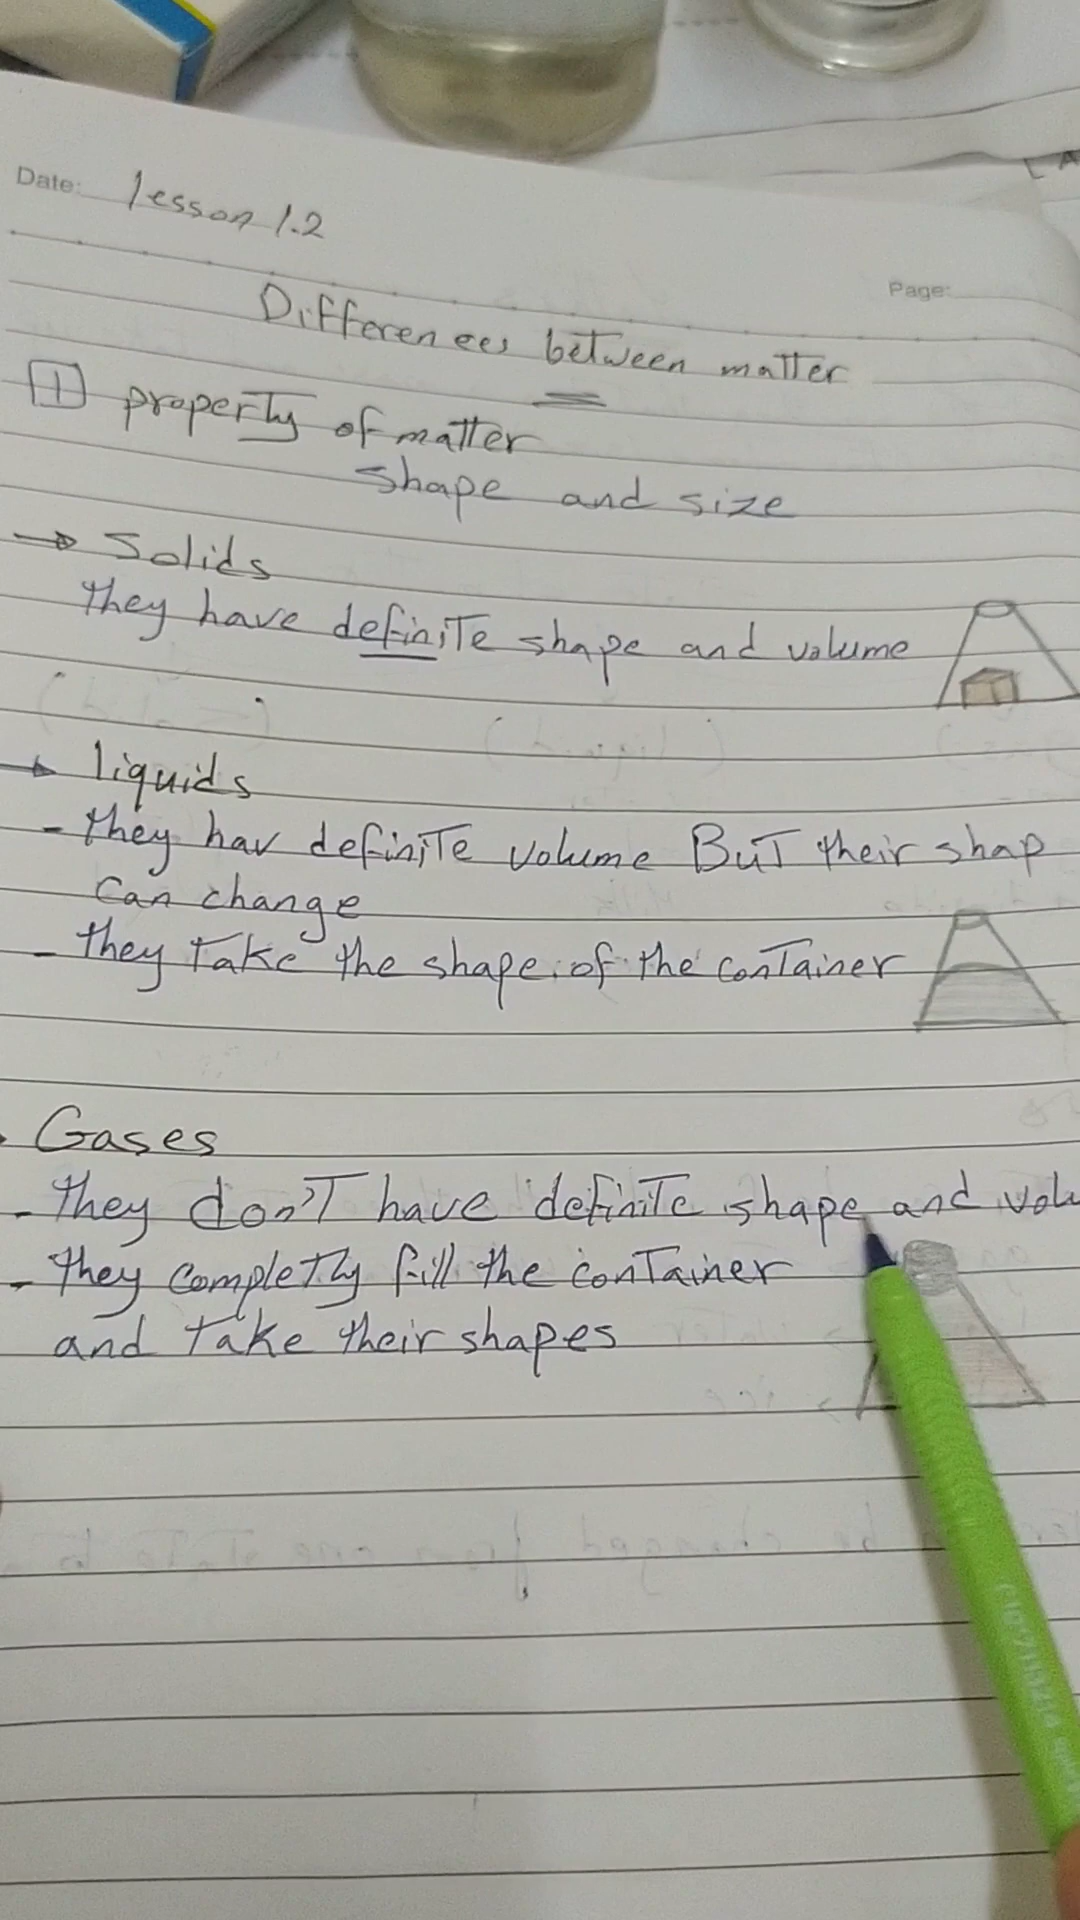 Date: lesson 1.2
Page:
Differences between matter
1 property of matter
shape and size
→ Solids
they have definite shape and volume
→ liquids
- they hav definite volume But their shap
can change
- they take the shape of the container
Gases
- they don't have definite shape and volu
- they completly fill the container
and take their shapes